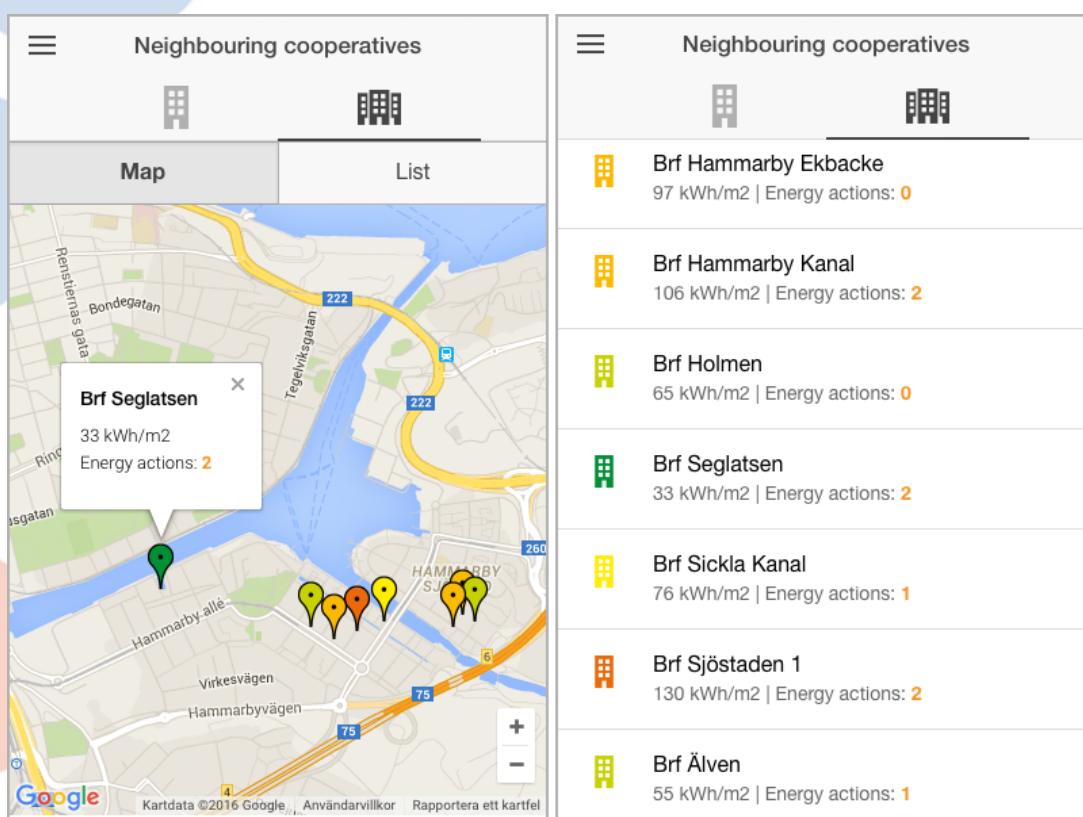 Neighbouring cooperatives
Map
List
222
Renstiernas gata
Bondegatan
Tegelviksgatan
222
Brf Seglatsen
33 kWh/m2
Energy actions: 2
Ring
usgatan
260
HAMMARBY
Hammarby allé
6
Virkesvägen
75
Hammarbyvägen
75
4
Google
Kartdata ©2016 Google
Användarvillkor
Rapportera ett kartfel
Neighbouring cooperatives
Brf Hammarby Ekbacke
97 kWh/m2 | Energy actions: 0
Brf Hammarby Kanal
106 kWh/m2 | Energy actions: 2
Brf Holmen
65 kWh/m2 | Energy actions: 0
Brf Seglatsen
33 kWh/m2 | Energy actions: 2
Brf Sickla Kanal
76 kWh/m2 | Energy actions: 1
Brf Sjöstaden 1
130 kWh/m2 | Energy actions: 2
Brf Älven
55 kWh/m2 | Energy actions: 1